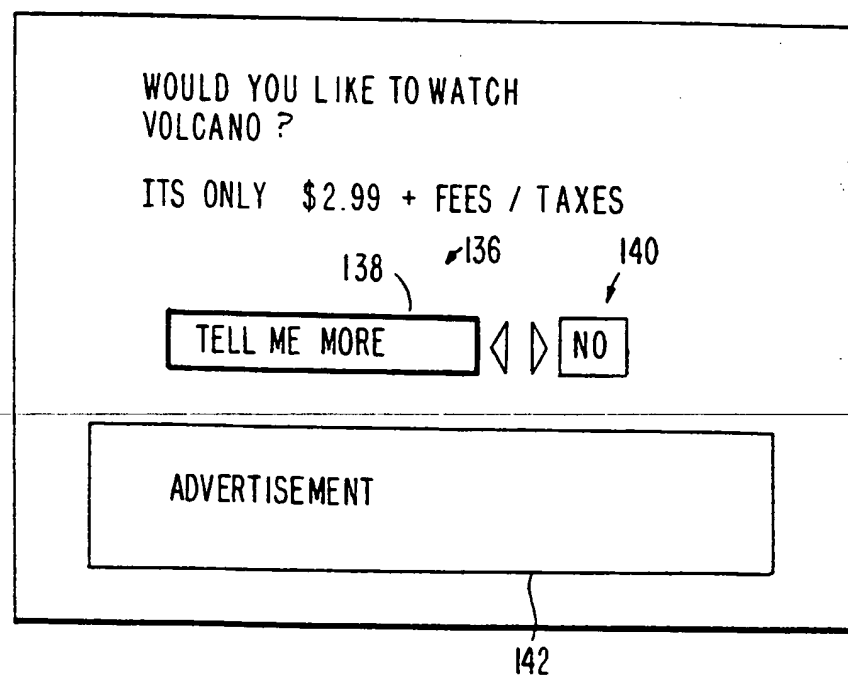 WOULD YOU LIKE TO WATCH
VOLCANO ?
ITS ONLY $2.99 + FEES / TAXES
138 136 140
TELL ME MORE NO
ADVERTISEMENT
142